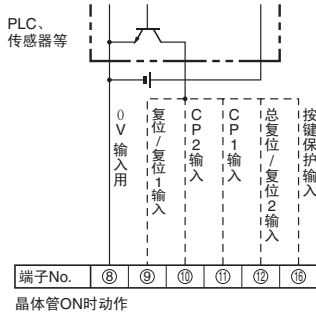 PLC、
传感器等
0V输入用
复位/复位1输入
CP2输入
CP1输入
总复位/复位2输入
按键保护输入
端子No. ⑧ ⑨ ⑩ ⑪ ⑫ ⑯
晶体管ON时动作